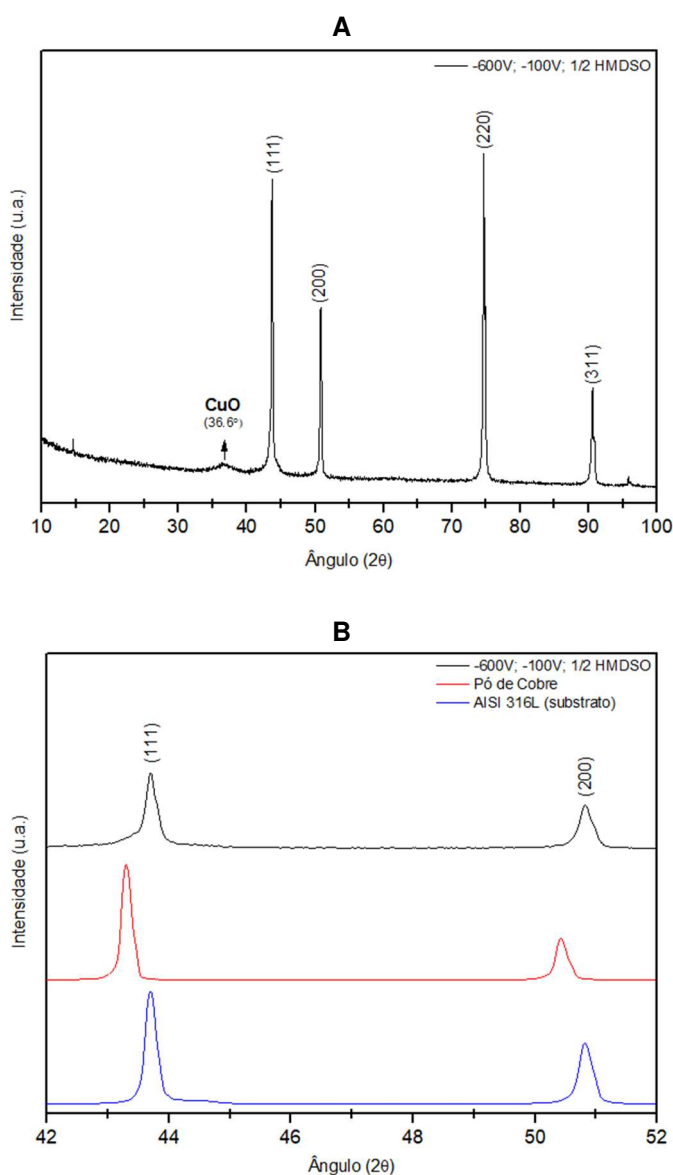 A
-600V; -100V; 1/2 HMDSO
(111)
(200)
(220)
(311)
CuO
(36.6º)
Intensidade (u.a.)
10 20 30 40 50 60 70 80 90 100
Ângulo (2θ)
B
-600V; -100V; 1/2 HMDSO
Pó de Cobre
AISI 316L (substrato)
(111)
(200)
Intensidade (u.a.)
42 44 46 48 50 52
Ângulo (2θ)